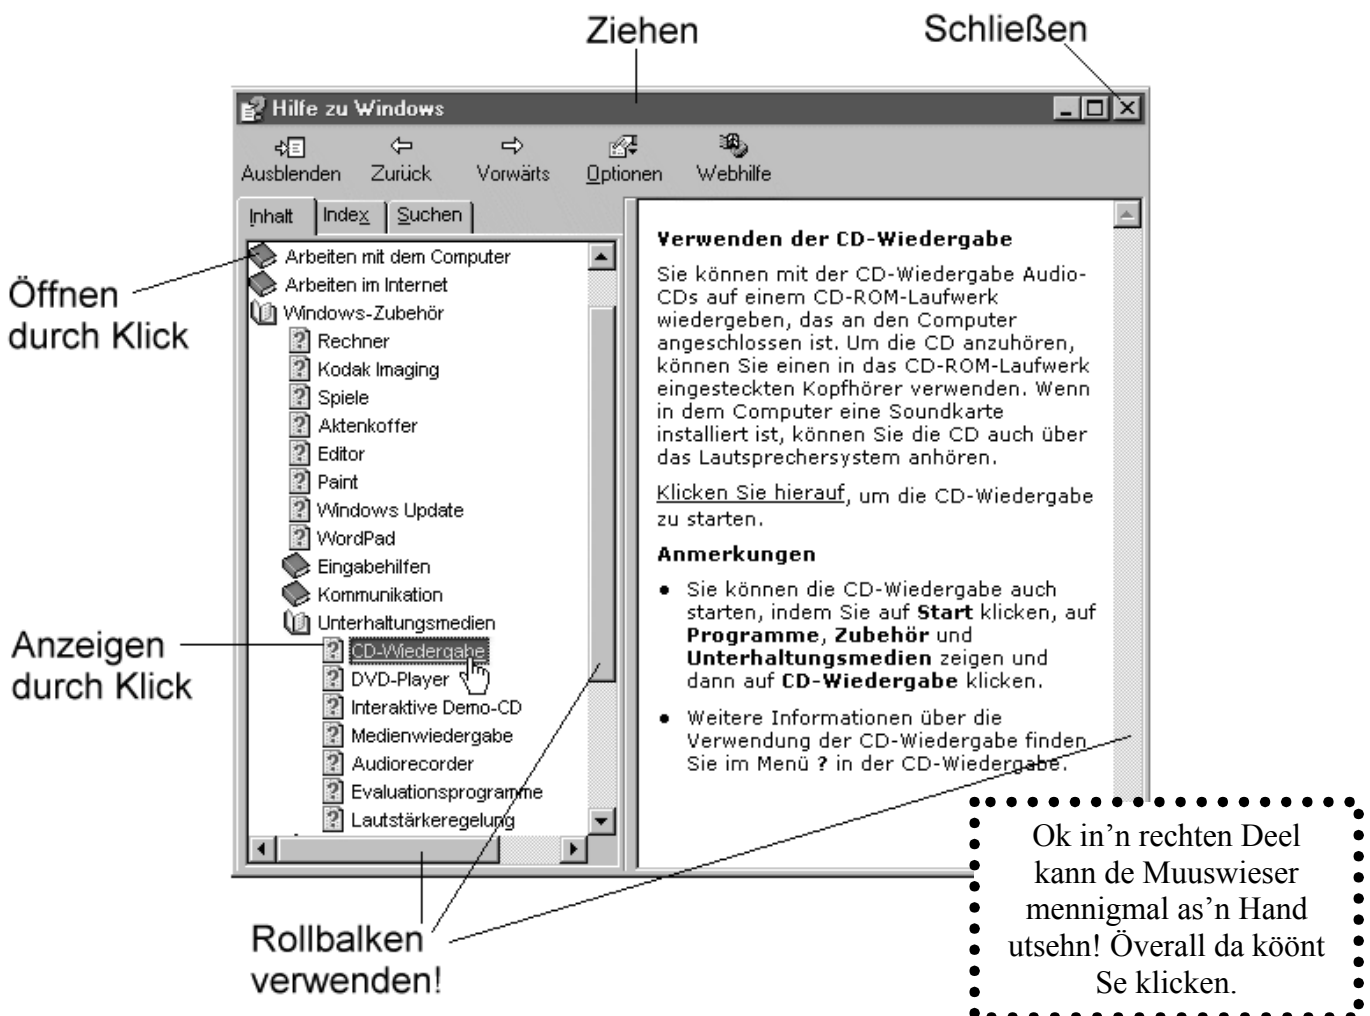 Ziehen
Schließen
Hilfe zu Windows
Ausblenden Zurück Vorwärts Optionen Webhilfe
Inhalt Index Suchen
Arbeiten mit dem Computer
Arbeiten im Internet
Windows-Zubehör
Rechner
Kodak Imaging
Spiele
Aktenkoffer
Editor
Paint
Windows Update
WordPad
Eingabehilfen
Kommunikation
Unterhaltungsmedien
CD-Wiedergabe
DVD-Player
Interaktive Demo-CD
Medienwiedergabe
Audiorecorder
Evaluationsprogramme
Lautstärkeregelung
Öffnen
durch Klick
Anzeigen
durch Klick
Verwenden der CD-Wiedergabe
Sie können mit der CD-Wiedergabe Audio-
CDs auf einem CD-ROM-Laufwerk
wiedergeben, das an den Computer
angeschlossen ist. Um die CD anzuhören,
können Sie einen in das CD-ROM-Laufwerk
eingesteckten Kopfhörer verwenden. Wenn
in dem Computer eine Soundkarte
installiert ist, können Sie die CD auch über
das Lautsprechersystem anhören.
Klicken Sie hierauf, um die CD-Wiedergabe
zu starten.
Anmerkungen
• Sie können die CD-Wiedergabe auch
starten, indem Sie auf Start klicken, auf
Programme, Zubehör und
Unterhaltungsmedien zeigen und
dann auf CD-Wiedergabe klicken.
• Weitere Informationen über die
Verwendung der CD-Wiedergabe finden
Sie im Menü ? in der CD-Wiedergabe.
Rollbalken
verwenden!
Ok in’n rechten Deel
kann de Muuswieser
mennigmal as’n Hand
utsehn! Överall da köönt
Se klicken.